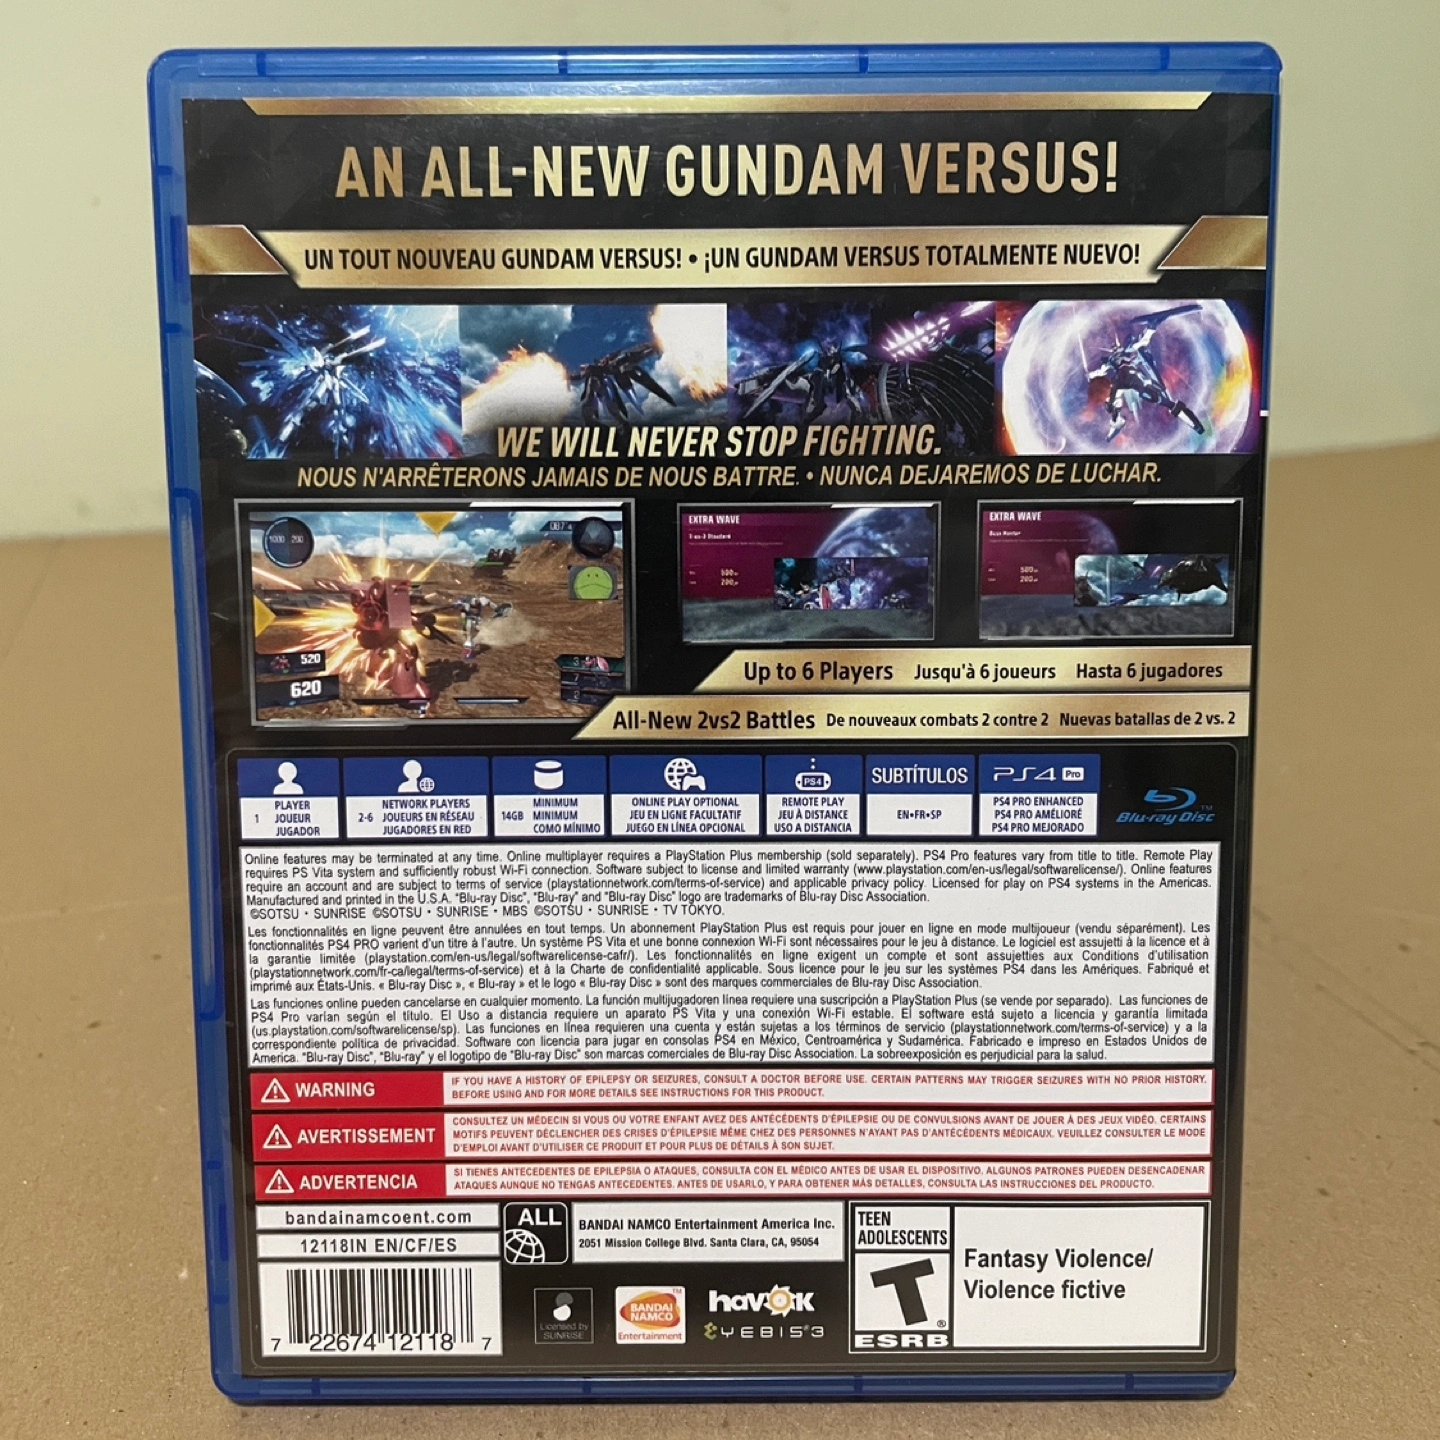 AN ALL-NEW GUNDAM VERSUS!
UN TOUT NOUVEAU GUNDAM VERSUS! • ¡UN GUNDAM VERSUS TOTALMENTE NUEVO!
WE WILL NEVER STOP FIGHTING.
NOUS N'ARRÊTERONS JAMAIS DE NOUS BATTRE. • NUNCA DEJAREMOS DE LUCHAR.
520
620
EXTRA WAVE
EXTRA WAVE
Up to 6 Players Jusqu'à 6 joueurs Hasta 6 jugadores
All-New 2vs2 Battles De nouveaux combats 2 contre 2 Nuevas batallas de 2 vs. 2
1 PLAYER
JOUEUR
JUGADOR
2-6 NETWORK PLAYERS
JOUEURS EN RÉSEAU
JUGADORES EN RED
14GB MINIMUM
MINIMUM
COMO MÍNIMO
ONLINE PLAY OPTIONAL
JEU EN LIGNE FACULTATIF
JUEGO EN LÍNEA OPCIONAL
PS4
REMOTE PLAY
JEU À DISTANCE
USO A DISTANCIA
SUBTÍTULOS
EN•FR•SP
PS4 Pro
PS4 PRO ENHANCED
PS4 PRO AMÉLIORÉ
PS4 PRO MEJORADO
Blu-ray Disc™
Online features may be terminated at any time. Online multiplayer requires a PlayStation Plus membership (sold separately). PS4 Pro features vary from title to title. Remote Play
requires PS Vita system and sufficiently robust Wi-Fi connection. Software subject to license and limited warranty (www.playstation.com/en-us/legal/softwarelicense/). Online features
require an account and are subject to terms of service (playstationnetwork.com/terms-of-service) and applicable privacy policy. Licensed for play on PS4 systems in the Americas.
Manufactured and printed in the U.S.A. "Blu-ray Disc", "Blu-ray" and "Blu-ray Disc" logo are trademarks of Blu-ray Disc Association.
©SOTSU・SUNRISE ©SOTSU・SUNRISE・MBS ©SOTSU・SUNRISE・TV TOKYO.
Les fonctionnalités en ligne peuvent être annulées en tout temps. Un abonnement PlayStation Plus est requis pour jouer en ligne en mode multijoueur (vendu séparément). Les
fonctionnalités PS4 PRO varient d'un titre à l'autre. Un système PS Vita et une bonne connexion Wi-Fi sont nécessaires pour le jeu à distance. Le logiciel est assujetti à la licence et à
la garantie limitée (playstation.com/en-us/legal/softwarelicense-cafr/). Les fonctionnalités en ligne exigent un compte et sont assujetties aux Conditions d'utilisation
(playstationnetwork.com/fr-ca/legal/terms-of-service) et à la Charte de confidentialité applicable. Sous licence pour le jeu sur les systèmes PS4 dans les Amériques. Fabriqué et
imprimé aux États-Unis. « Blu-ray Disc », « Blu-ray » et le logo « Blu-ray Disc » sont des marques commerciales de Blu-ray Disc Association.
Las funciones online pueden cancelarse en cualquier momento. La función multijugadoren línea requiere una suscripción a PlayStation Plus (se vende por separado). Las funciones de
PS4 Pro varían según el título. El Uso a distancia requiere un aparato PS Vita y una conexión Wi-Fi estable. El software está sujeto a licencia y garantía limitada
(us.playstation.com/softwarelicense/sp). Las funciones en línea requieren una cuenta y están sujetas a los términos de servicio (playstationnetwork.com/terms-of-service) y a la
correspondiente política de privacidad. Software con licencia para jugar en consolas PS4 en México, Centroamérica y Sudamérica. Fabricado e impreso en Estados Unidos de
America. "Blu-ray Disc", "Blu-ray" y el logotipo de "Blu-ray Disc" son marcas comerciales de Blu-ray Disc Association. La sobreexposición es perjudicial para la salud.
WARNING
IF YOU HAVE A HISTORY OF EPILEPSY OR SEIZURES, CONSULT A DOCTOR BEFORE USE. CERTAIN PATTERNS MAY TRIGGER SEIZURES WITH NO PRIOR HISTORY.
BEFORE USING AND FOR MORE DETAILS SEE INSTRUCTIONS FOR THIS PRODUCT.
AVERTISSEMENT
CONSULTEZ UN MÉDECIN SI VOUS OU VOTRE ENFANT AVEZ DES ANTÉCÉDENTS D'ÉPILEPSIE OU DE CONVULSIONS AVANT DE JOUER À DES JEUX VIDÉO. CERTAINS
MOTIFS PEUVENT DÉCLENCHER DES CRISES D'ÉPILEPSIE MÊME CHEZ DES PERSONNES N'AYANT PAS D'ANTÉCÉDENTS MÉDICAUX. VEUILLEZ CONSULTER LE MODE
D'EMPLOI AVANT D'UTILISER CE PRODUIT ET POUR PLUS DE DÉTAILS À SON SUJET.
ADVERTENCIA
SI TIENES ANTECEDENTES DE EPILEPSIA O ATAQUES, CONSULTA CON EL MÉDICO ANTES DE USAR EL DISPOSITIVO. ALGUNOS PATRONES PUEDEN DESENCADENAR
ATAQUES AUNQUE NO TENGAS ANTECEDENTES. ANTES DE USARLO, Y PARA OBTENER MÁS DETALLES, CONSULTA LAS INSTRUCCIONES DEL PRODUCTO.
bandainamcoent.com
12118IN EN/CF/ES
7 22674 12118 7
ALL
BANDAI NAMCO Entertainment America Inc.
2051 Mission College Blvd. Santa Clara, CA, 95054
Licensed by
SUNRISE
BANDAI
NAMCO
Entertainment
havok
YEBIS®3
TEEN
ADOLESCENTS
T
®
ESRB
Fantasy Violence/
Violence fictive